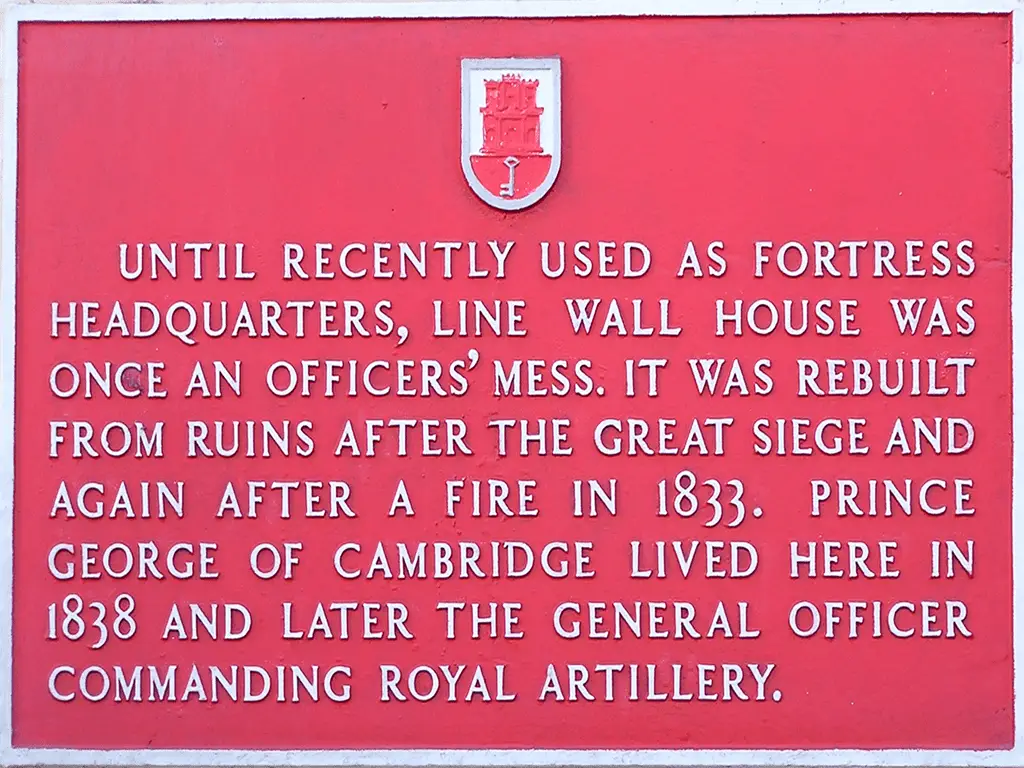 UNTIL RECENTLY USED AS FORTRESS
HEADQUARTERS, LINE WALL HOUSE WAS
ONCE AN OFFICERS' MESS. IT WAS REBUILT
FROM RUINS AFTER THE GREAT SIEGE AND
AGAIN AFTER A FIRE IN 1833. PRINCE
GEORGE OF CAMBRIDGE LIVED HERE IN
1838 AND LATER THE GENERAL OFFICER
COMMANDING ROYAL ARTILLERY.